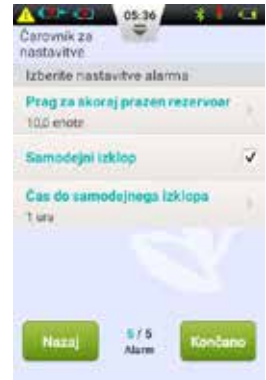 05:36
Čarovnik za
nastavitve
Izberite nastavitve alarma
Prag za skoraj prazen rezervoar
10,0 enote
Samodejni izklop
Čas do samodejnega izklopa
1 ura
Nazaj
5 / 5
Alarm
Končano